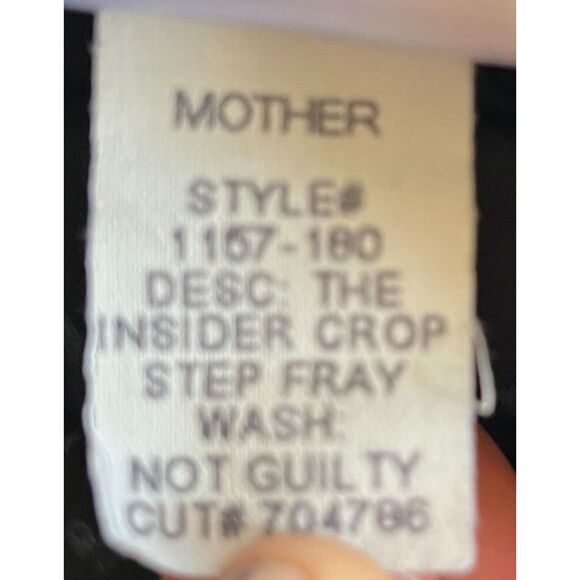 MOTHER
STYLE#
1157-180
DESC: THE
INSIDER CROP
STEP FRAY
WASH:
NOT GUILTY
CUT# 704786